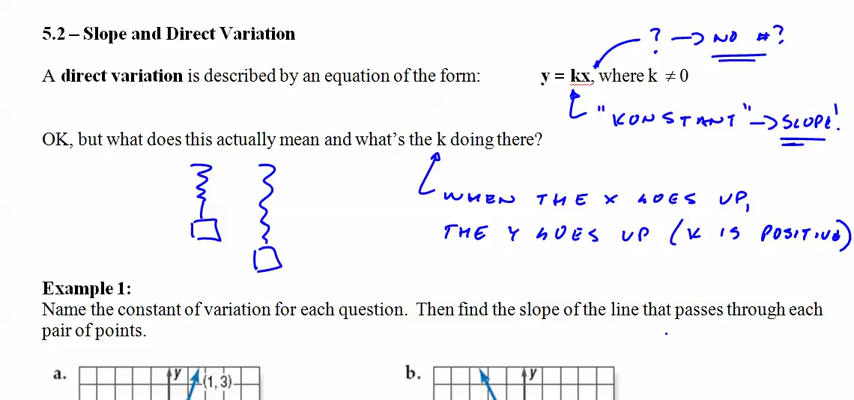 5.2 – Slope and Direct Variation
? → NO #?
A direct variation is described by an equation of the form: y = kx, where k ≠ 0
"KONSTANT" → SLOPE!
OK, but what does this actually mean and what's the k doing there?
WHEN THE X GOES UP,
THE Y GOES UP (K IS POSITIVE)
Example 1:
Name the constant of variation for each question. Then find the slope of the line that passes through each
pair of points.
a. y (1, 3) b. y